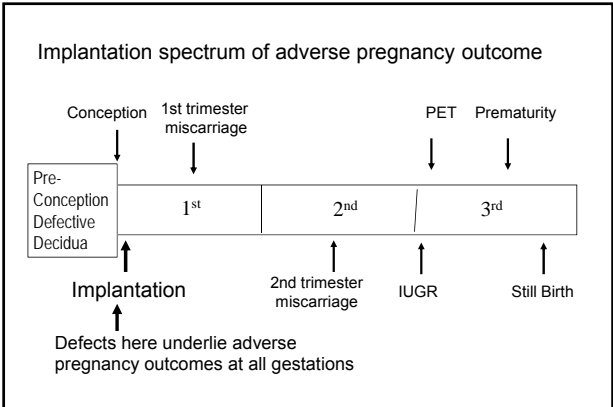 Implantation spectrum of adverse pregnancy outcome
Conception
1st trimester
miscarriage
PET
Prematurity
Pre-
Conception
Defective
Decidua
1st
2nd
3rd
Implantation
2nd trimester
miscarriage
IUGR
Still Birth
Defects here underlie adverse
pregnancy outcomes at all gestations